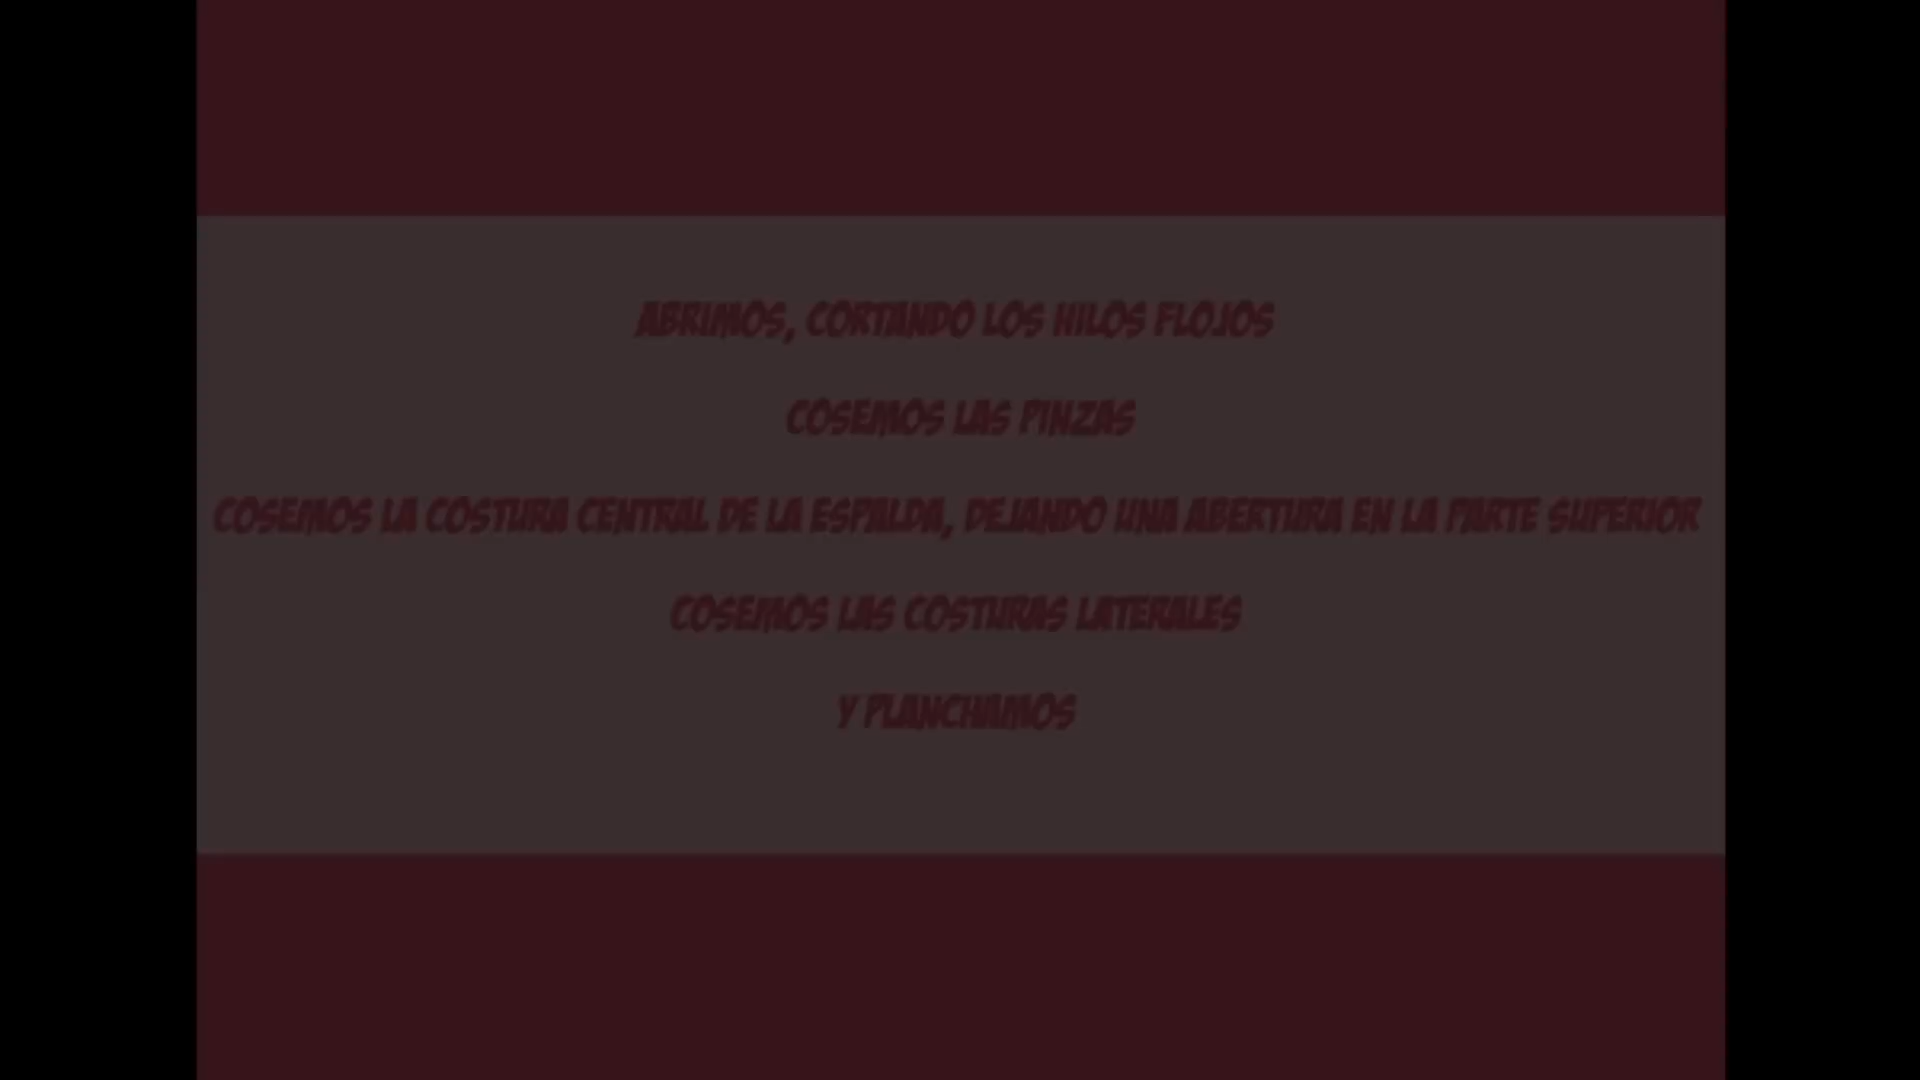 ABRIMOS, CORTANDO LOS HILOS FLOJOS
COSEMOS LAS PINZAS
COSEMOS LA COSTURA CENTRAL DE LA ESPALDA, DEJANDO UNA ABERTURA EN LA PARTE SUPERIOR
COSEMOS LAS COSTURAS LATERALES
Y PLANCHAMOS